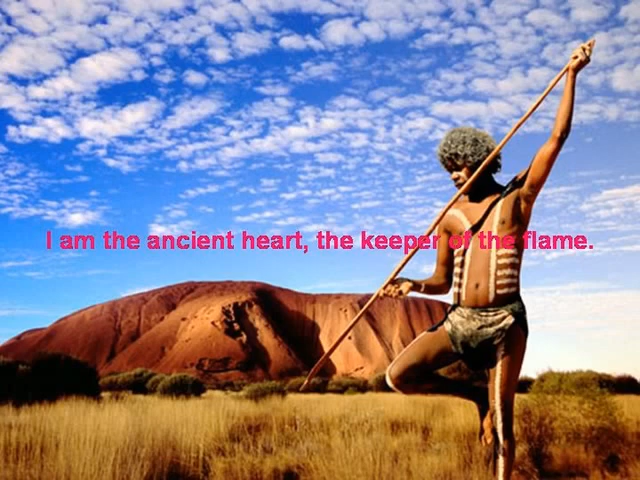 I am the ancient heart, the keeper of the flame.